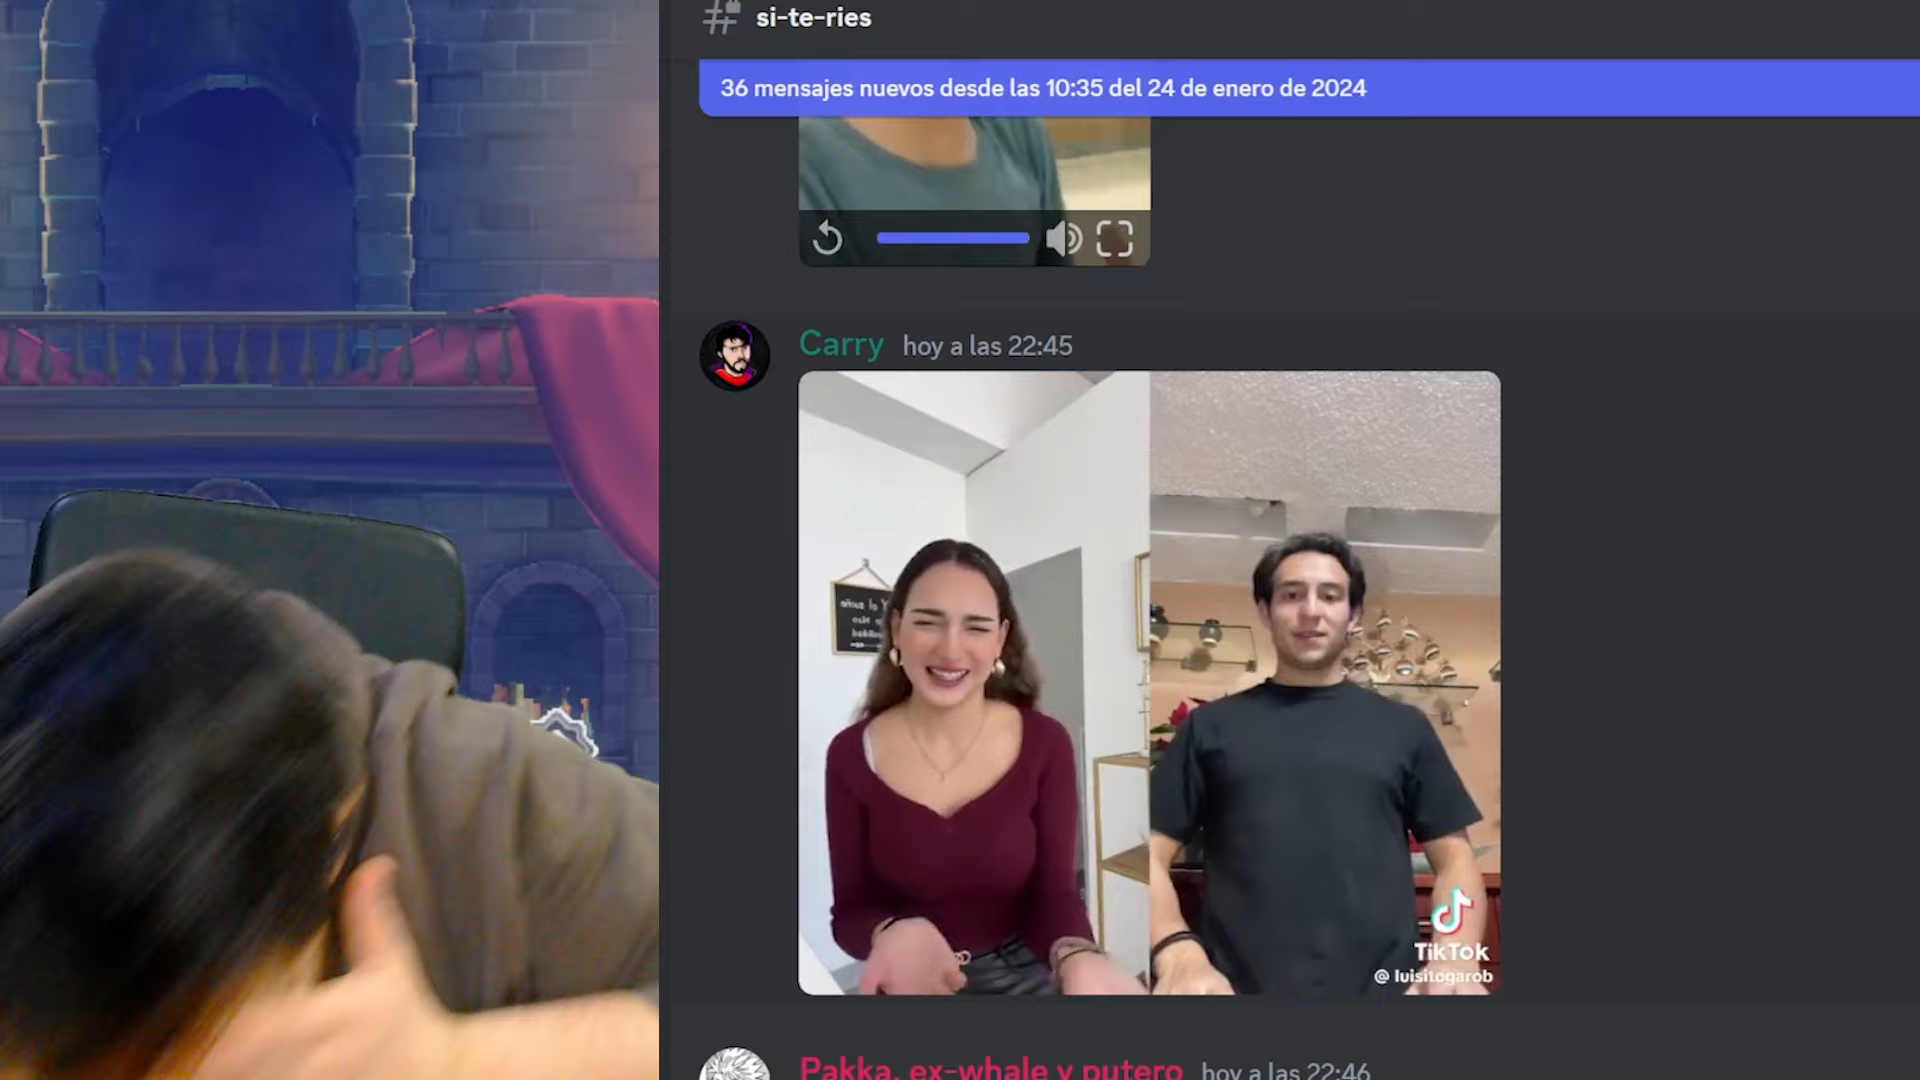 si-te-ries
36 mensajes nuevos desde las 10:35 del 24 de enero de 2024
Carry hoy a las 22:45
TikTok
@ luisitogarob
Pakka, ex-whale y putero hoy a las 22:46